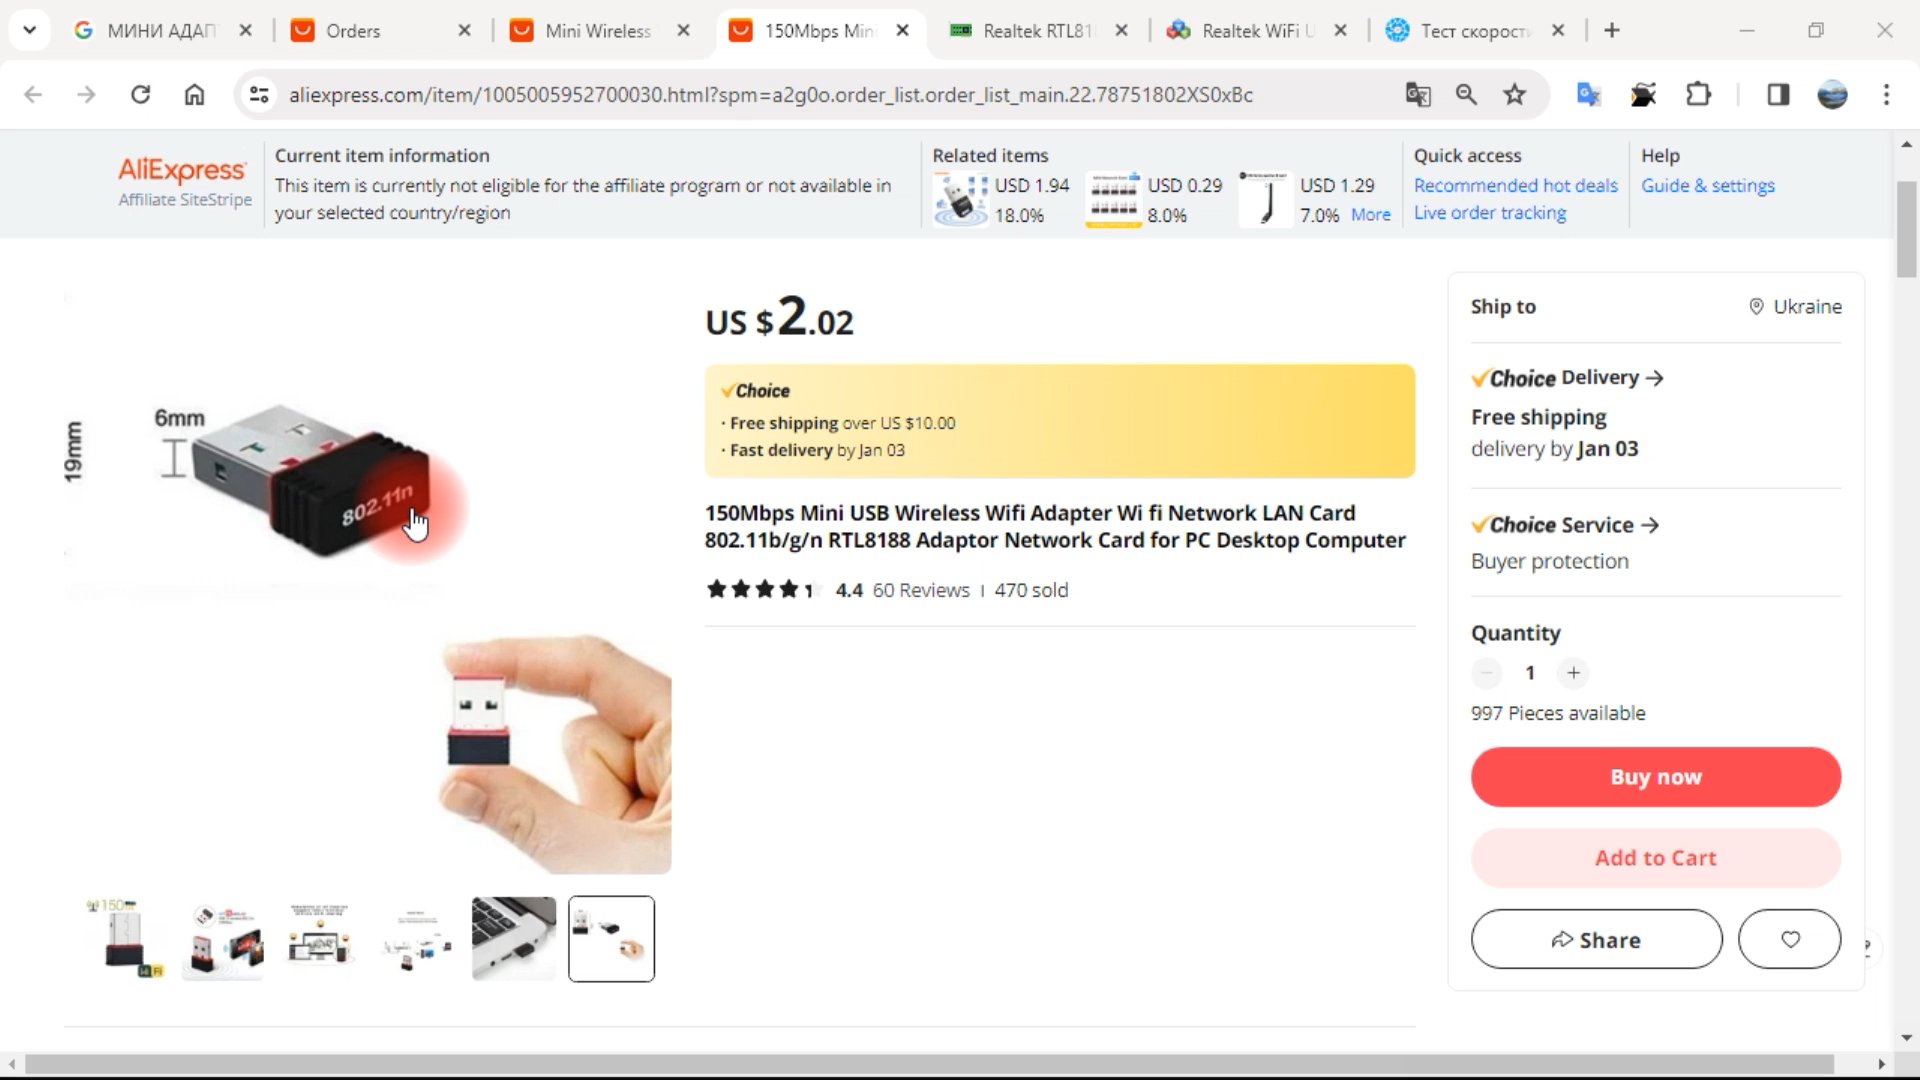 МИНИ АДАП
Orders
Mini Wireless
150Mbps Min
Realtek RTL81
Realtek WiFi U
Тест скорости
aliexpress.com/item/1005005952700030.html?spm=a2g0o.order_list.order_list_main.22.78751802XS0xBc
AliExpress
Affiliate SiteStripe
Current item information
This item is currently not eligible for the affiliate program or not available in
your selected country/region
Related items
USD 1.94
18.0%
USD 0.29
8.0%
USD 1.29
7.0% More
Quick access
Recommended hot deals
Live order tracking
Help
Guide & settings
19mm
6mm
802.11n
US $2.02
Choice
· Free shipping over US $10.00
· Fast delivery by Jan 03
150Mbps Mini USB Wireless Wifi Adapter Wi fi Network LAN Card
802.11b/g/n RTL8188 Adaptor Network Card for PC Desktop Computer
4.4 60 Reviews | 470 sold
Ship to
Ukraine
Choice Delivery →
Free shipping
delivery by Jan 03
Choice Service →
Buyer protection
Quantity
− 1 +
997 Pieces available
Buy now
Add to Cart
Share
150